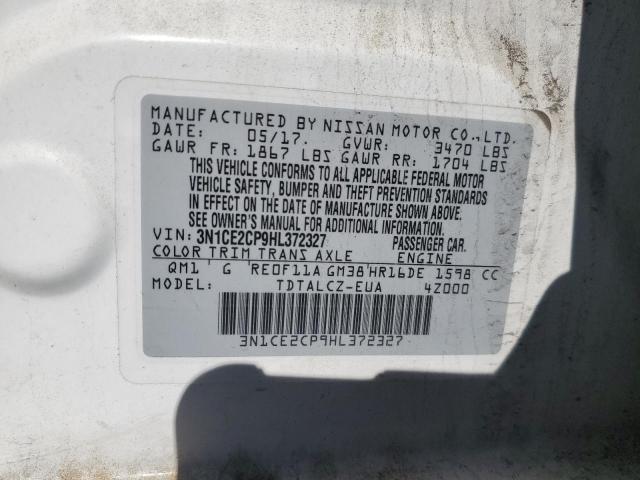 MANUFACTURED BY NISSAN MOTOR CO., LTD.
DATE: 05/17. GVWR: 3470 LBS
GAWR FR: 1867 LBS GAWR RR: 1704 LBS
THIS VEHICLE CONFORMS TO ALL APPLICABLE FEDERAL MOTOR
VEHICLE SAFETY, BUMPER AND THEFT PREVENTION STANDARDS
IN EFFECT ON THE DATE OF MANUFACTURE SHOWN ABOVE.
SEE OWNER'S MANUAL FOR ADDITIONAL INFORMATION
VIN: 3N1CE2CP9HL372327 PASSENGER CAR.
COLOR TRIM TRANS AXLE ENGINE
QM1 G RE0F11A GM38 HR16DE 1598 CC
MODEL: TDTALCZ-EUA 4Z000
3N1CE2CP9HL372327